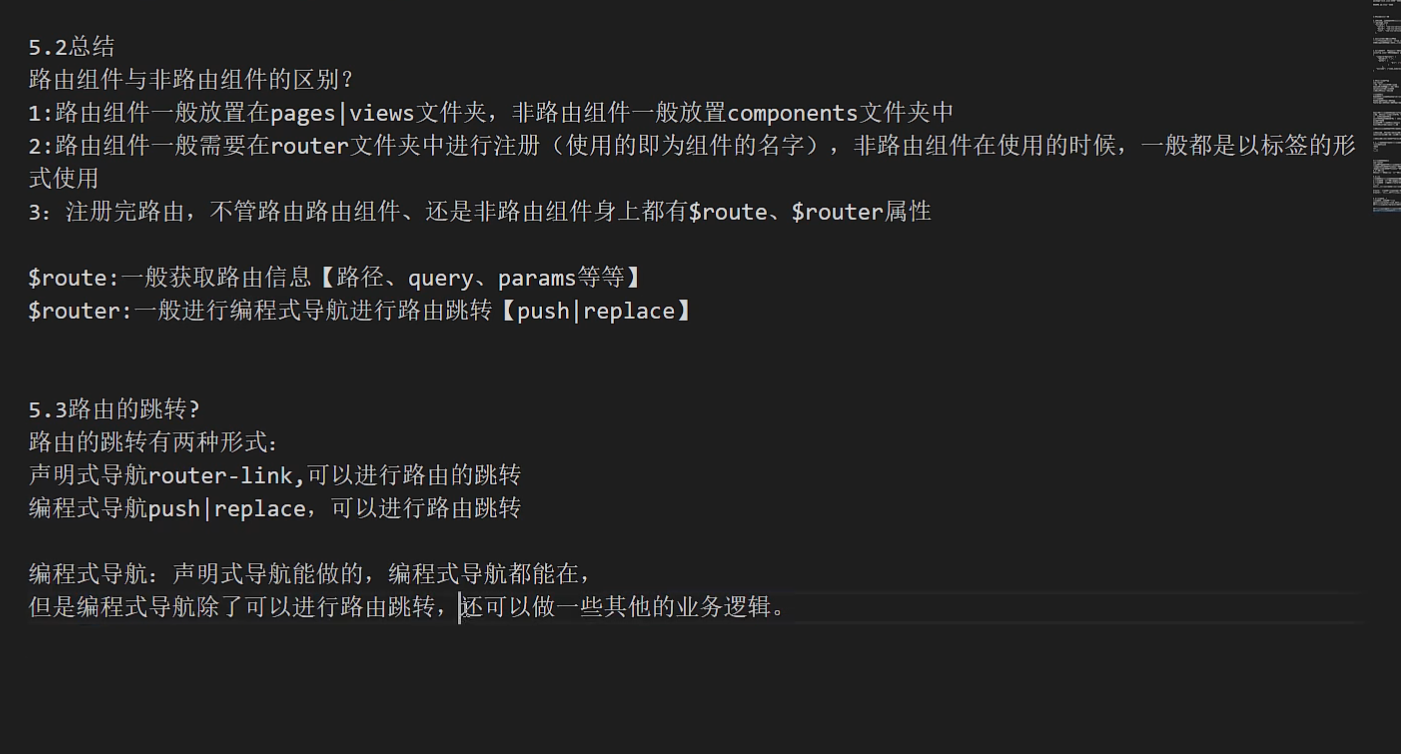 5.2总结
路由组件与非路由组件的区别？
1:路由组件一般放置在pages|views文件夹，非路由组件一般放置components文件夹中
2:路由组件一般需要在router文件夹中进行注册（使用的即为组件的名字），非路由组件在使用的时候，一般都是以标签的形
式使用
3：注册完路由，不管路由路由组件、还是非路由组件身上都有$route、$router属性
$route:一般获取路由信息【路径、query、params等等】
$router:一般进行编程式导航进行路由跳转【push|replace】
5.3路由的跳转?
路由的跳转有两种形式：
声明式导航router-link,可以进行路由的跳转
编程式导航push|replace，可以进行路由跳转
编程式导航：声明式导航能做的，编程式导航都能在，
但是编程式导航除了可以进行路由跳转，还可以做一些其他的业务逻辑。